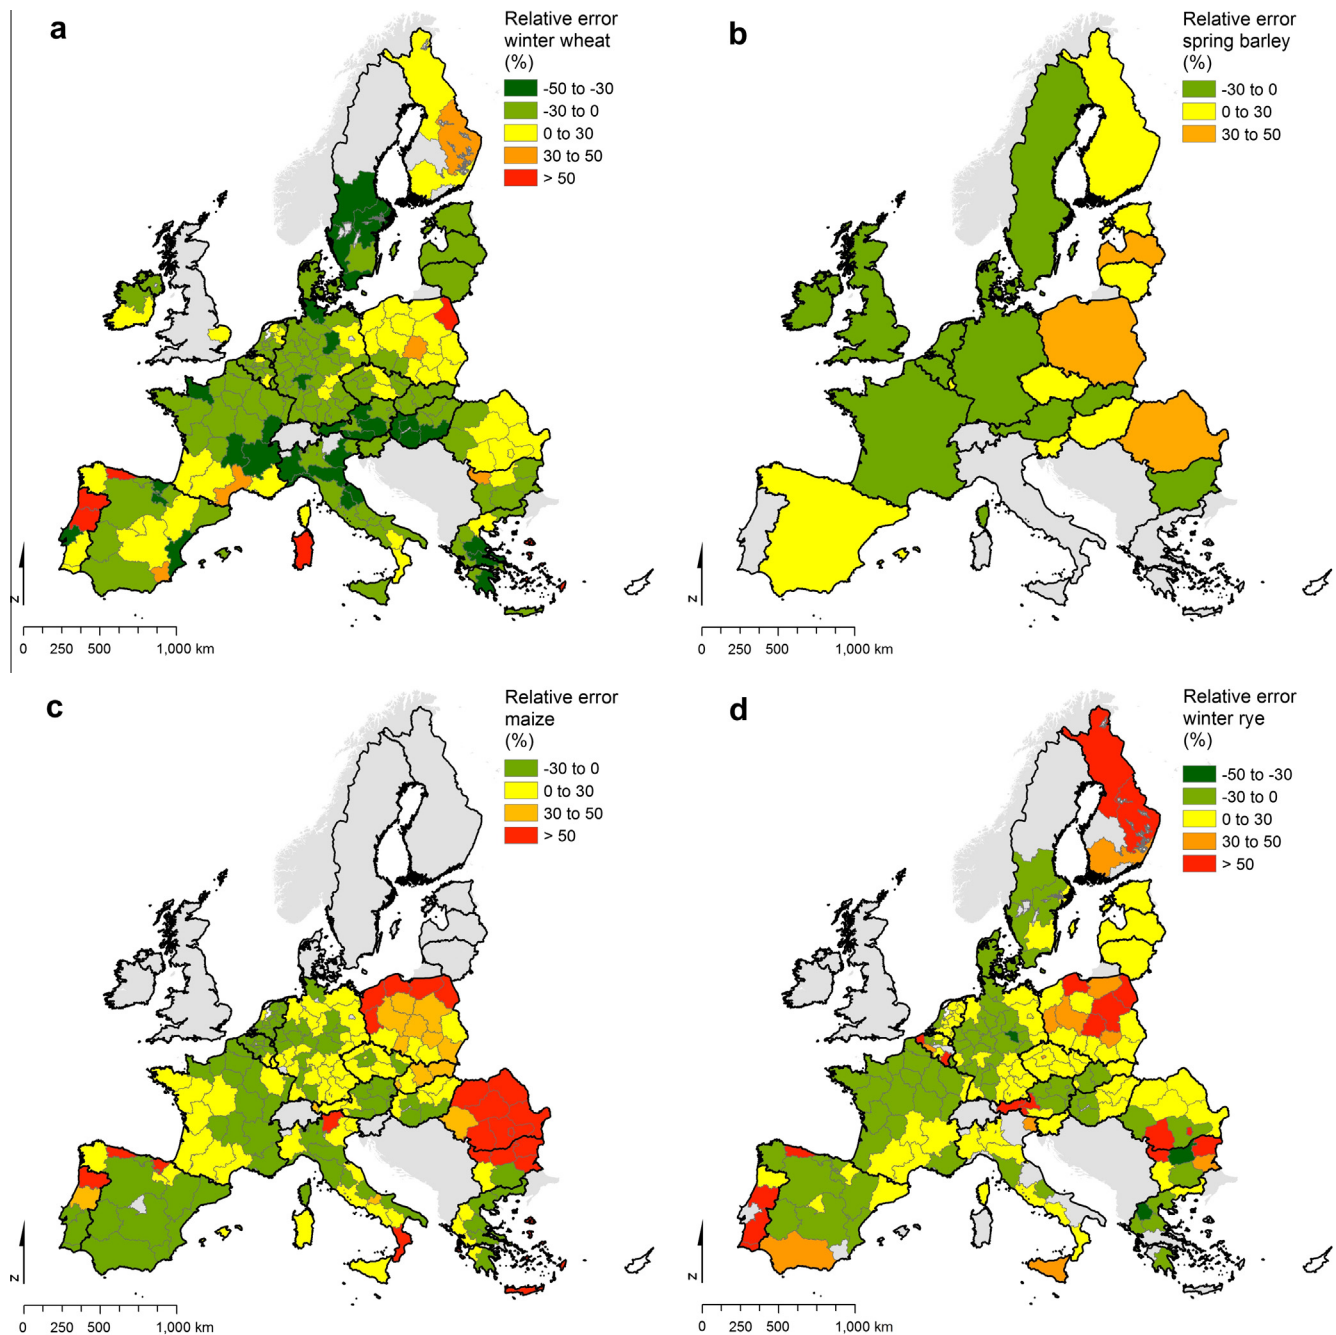 a
Relative error
winter wheat
(%)
-50 to -30
-30 to 0
0 to 30
30 to 50
> 50
N
0 250 500 1,000 km
b
Relative error
spring barley
(%)
-30 to 0
0 to 30
30 to 50
N
0 250 500 1,000 km
c
Relative error
maize
(%)
-30 to 0
0 to 30
30 to 50
> 50
N
0 250 500 1,000 km
d
Relative error
winter rye
(%)
-50 to -30
-30 to 0
0 to 30
30 to 50
> 50
N
0 250 500 1,000 km